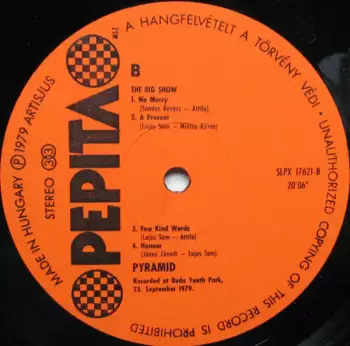 A HANGFELVÉTELT A TÖRVÉNY VÉDI • UNAUTHORIZED COPYING OF THIS RECORD IS PROHIBITED
MADE IN HUNGARY Ⓟ 1979 ARTISJUS
STEREO 33
PEPITA
MSZ
B
THE BIG SHOW
1. No Mercy
(Sándor Révész — Attila)
2. A Present
(Lajos Som — Miklós Köves)
SLPX 17621-B
20'06"
3. Few Kind Words
(Lajos Som — Attila)
4. Humour
(János Závodi — Lajos Som)
PYRAMID
Recorded at Buda Youth Park,
23. September 1979.